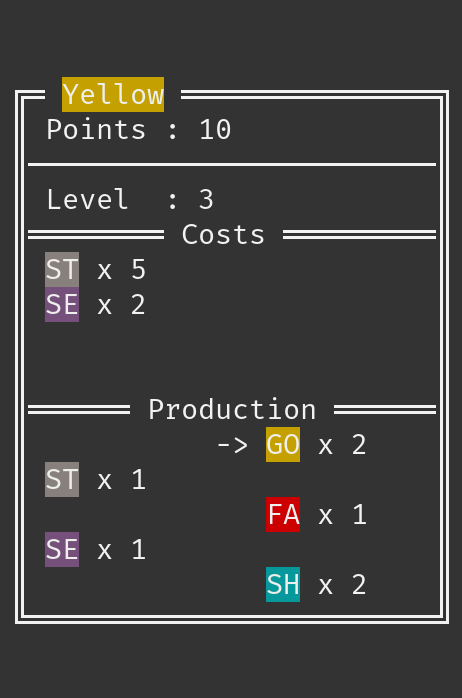 Yellow
Points : 10
Level  : 3
Costs
ST x 5
SE x 2
Production
-> GO x 2
ST x 1
FA x 1
SE x 1
SH x 2